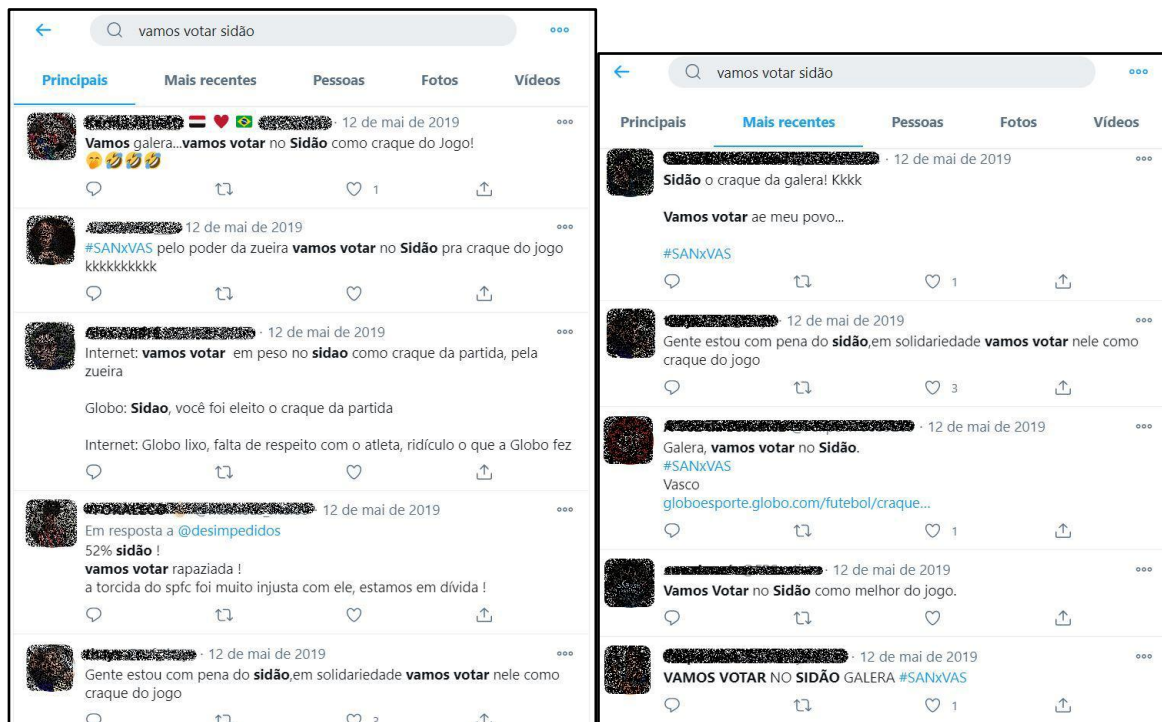 vamos votar sidão
Principais Mais recentes Pessoas Fotos Vídeos
· 12 de mai de 2019
Vamos galera...vamos votar no Sidão como craque do Jogo!
1
12 de mai de 2019
#SANxVAS pelo poder da zueira vamos votar no Sidão pra craque do jogo
kkkkkkkkkk
· 12 de mai de 2019
Internet: vamos votar em peso no sidao como craque da partida, pela
zueira
Globo: Sidao, você foi eleito o craque da partida
Internet: Globo lixo, falta de respeito com o atleta, ridículo o que a Globo fez
12 de mai de 2019
Em resposta a @desimpedidos
52% sidão !
vamos votar rapaziada !
a torcida do spfc foi muito injusta com ele, estamos em dívida !
· 12 de mai de 2019
Gente estou com pena do sidão,em solidariedade vamos votar nele como
craque do jogo
3
vamos votar sidão
Principais Mais recentes Pessoas Fotos Vídeos
· 12 de mai de 2019
Sidão o craque da galera! Kkkk
Vamos votar ae meu povo...
#SANxVAS
1
· 12 de mai de 2019
Gente estou com pena do sidão,em solidariedade vamos votar nele como
craque do jogo
3
· 12 de mai de 2019
Galera, vamos votar no Sidão.
#SANxVAS
Vasco
globoesporte.globo.com/futebol/craque...
1
· 12 de mai de 2019
Vamos Votar no Sidão como melhor do jogo.
· 12 de mai de 2019
VAMOS VOTAR NO SIDÃO GALERA #SANxVAS
1